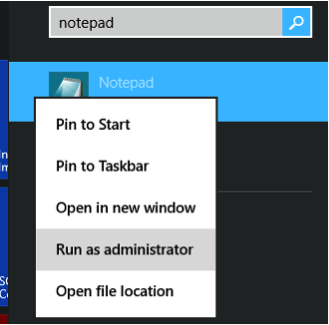 notepad
Notepad
Pin to Start
Pin to Taskbar
Open in new window
Run as administrator
Open file location